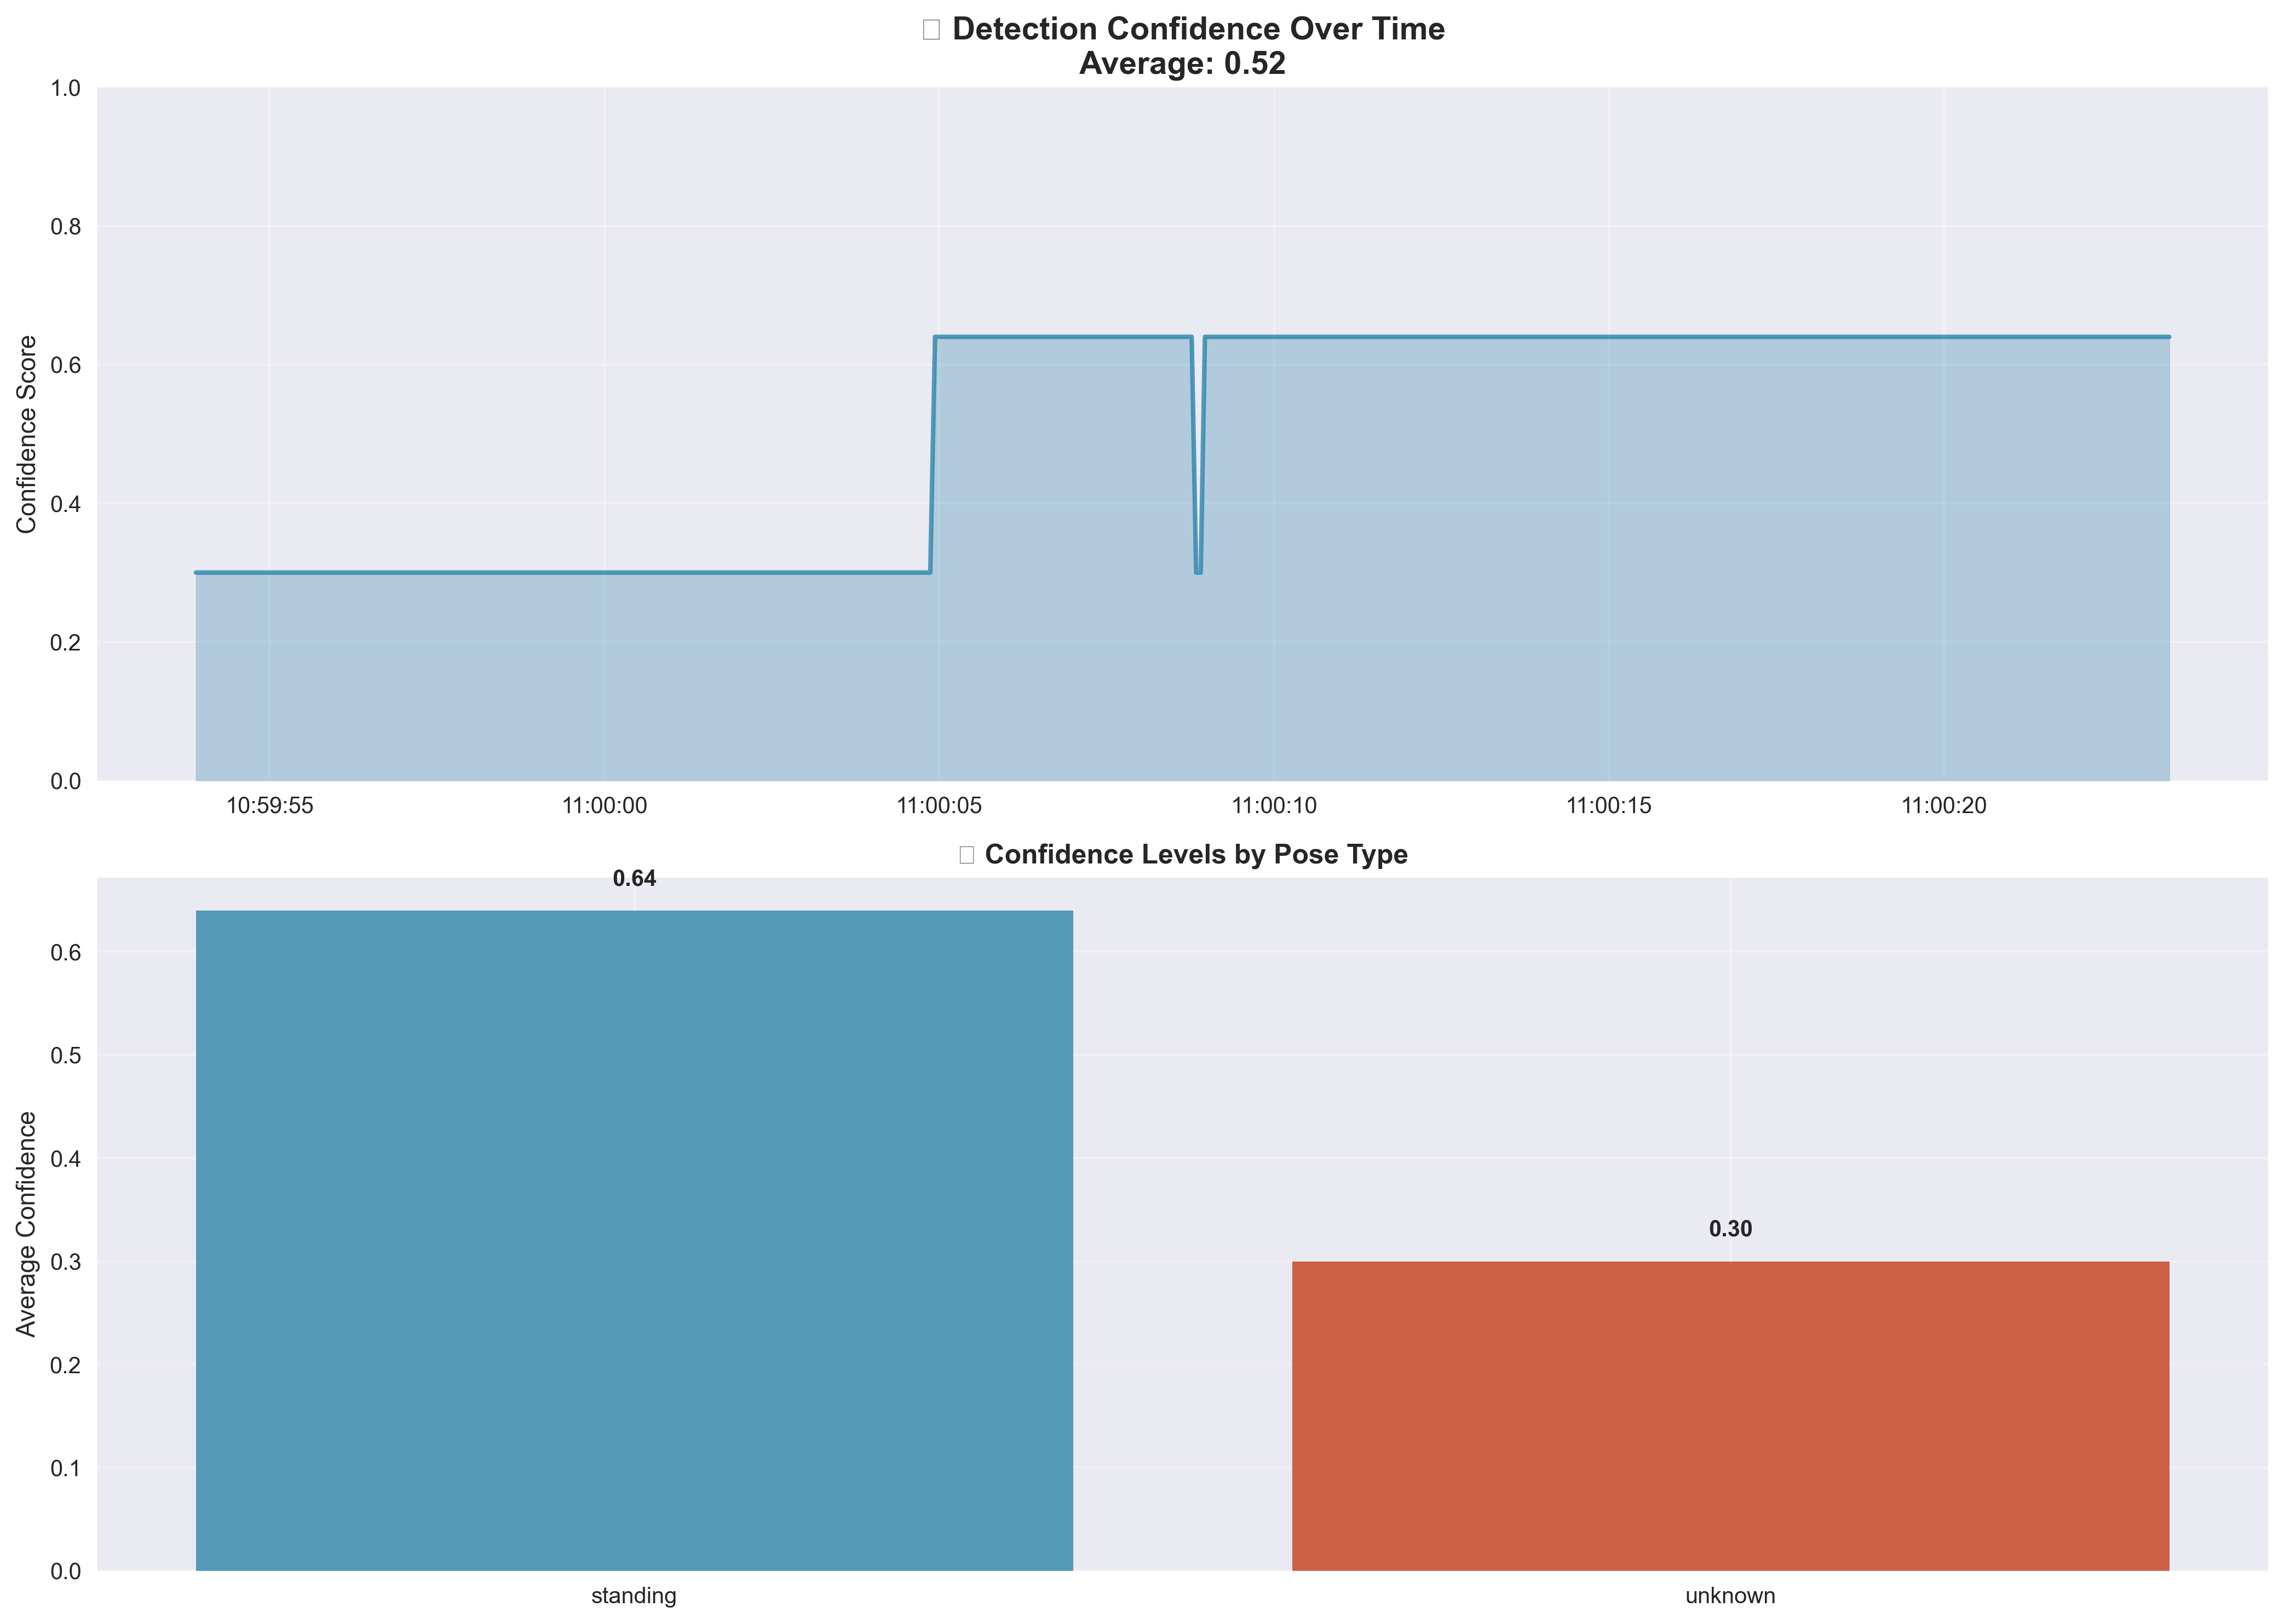 Detection Confidence Over Time
Average: 0.52
1.0
0.8
0.6
0.4
0.2
0.0
Confidence Score
10:59:55 11:00:00 11:00:05 11:00:10 11:00:15 11:00:20
Confidence Levels by Pose Type
0.64
0.30
0.6
0.5
0.4
0.3
0.2
0.1
0.0
Average Confidence
standing unknown